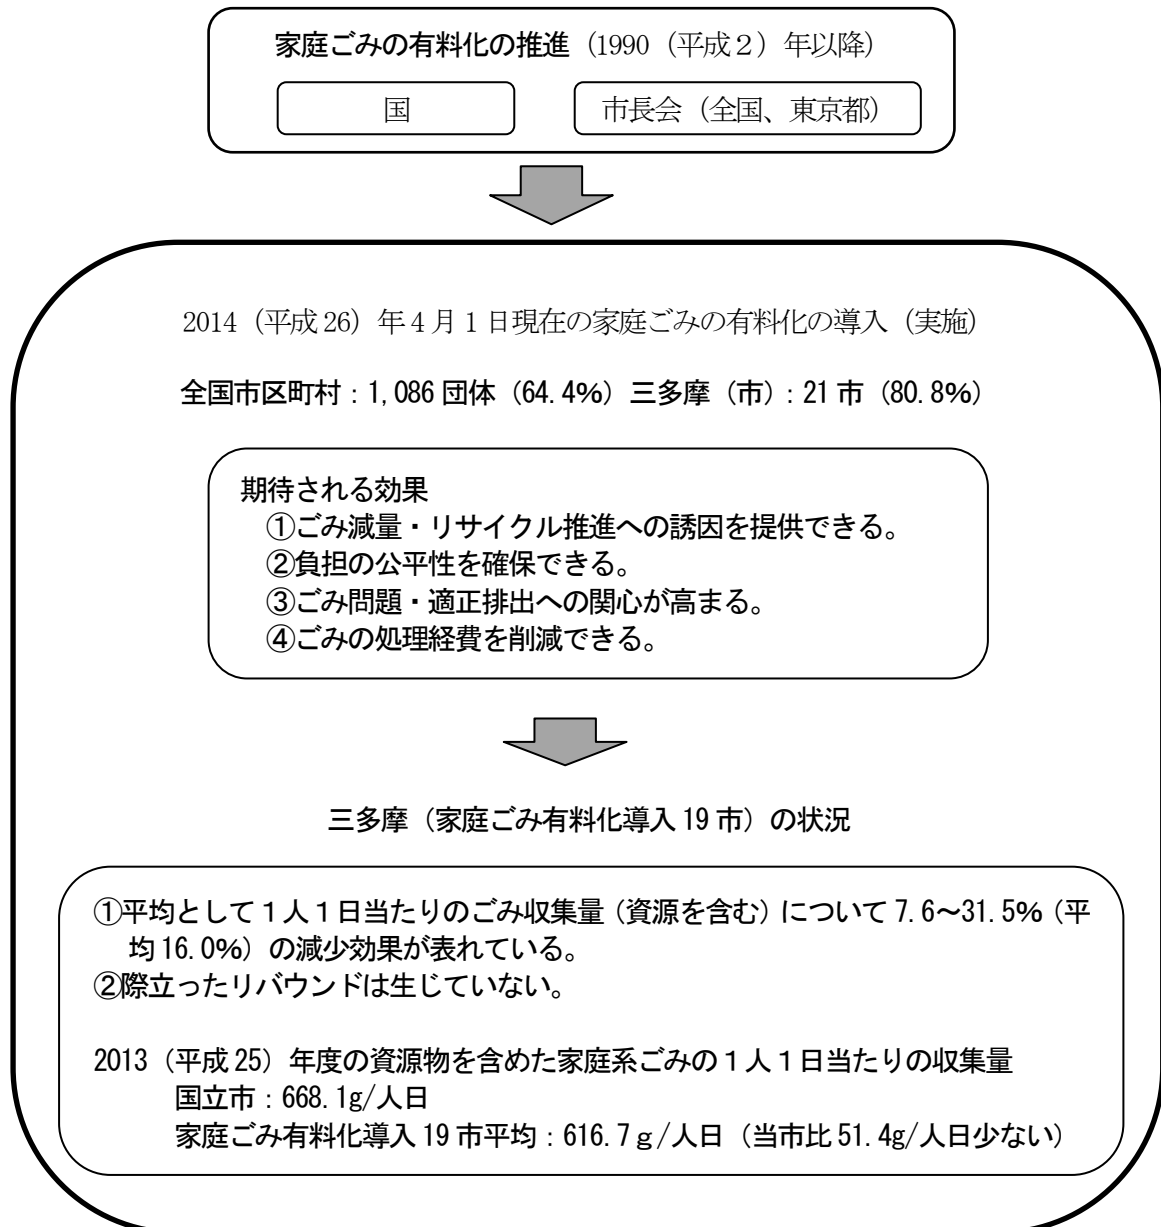 家庭ごみの有料化の推進（1990（平成２）年以降）
国
市長会（全国、東京都）
2014（平成26）年４月１日現在の家庭ごみの有料化の導入（実施）
全国市区町村：1,086団体（64.4%）三多摩（市）：21市（80.8%）
期待される効果
①ごみ減量・リサイクル推進への誘因を提供できる。
②負担の公平性を確保できる。
③ごみ問題・適正排出への関心が高まる。
④ごみの処理経費を削減できる。
三多摩（家庭ごみ有料化導入19市）の状況
①平均として１人１日当たりのごみ収集量（資源を含む）について7.6～31.5%（平
均16.0%）の減少効果が表れている。
②際立ったリバウンドは生じていない。
2013（平成25）年度の資源物を含めた家庭系ごみの１人１日当たりの収集量
国立市：668.1g/人日
家庭ごみ有料化導入19市平均：616.7ｇ/人日（当市比51.4g/人日少ない）